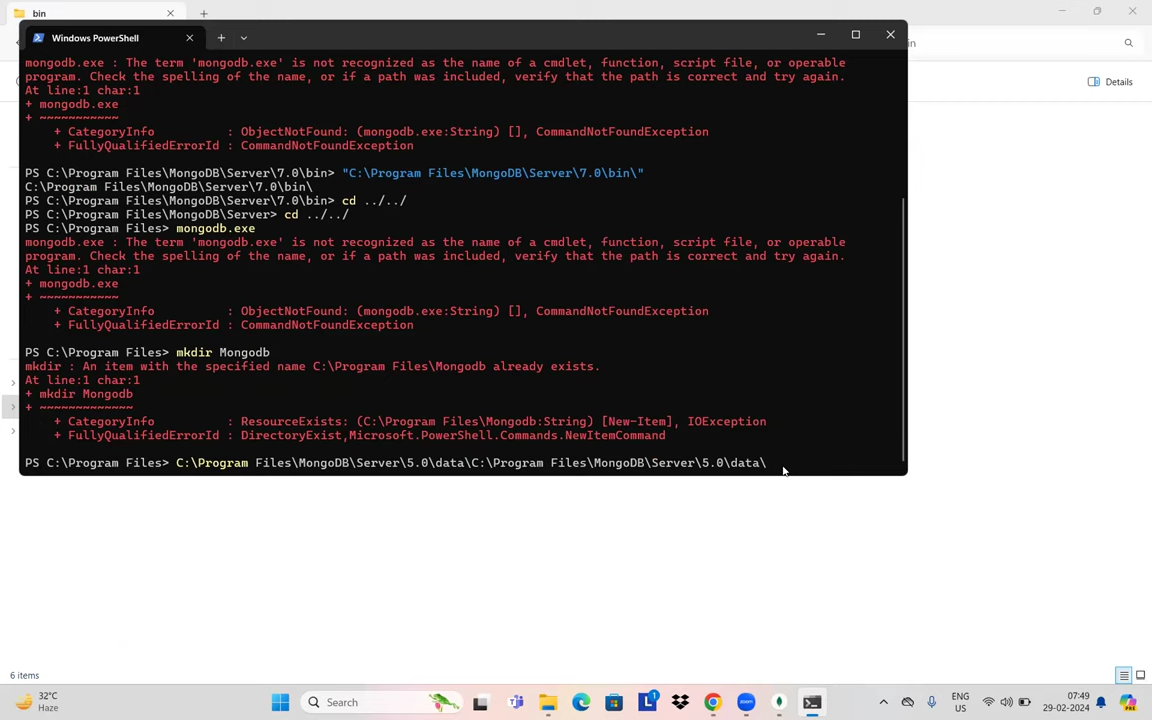 bin
in
Details
Windows PowerShell
mongodb.exe : The term 'mongodb.exe' is not recognized as the name of a cmdlet, function, script file, or operable
program. Check the spelling of the name, or if a path was included, verify that the path is correct and try again.
At line:1 char:1
+ mongodb.exe
+ ~~~~~~~~~~~
    + CategoryInfo          : ObjectNotFound: (mongodb.exe:String) [], CommandNotFoundException
    + FullyQualifiedErrorId : CommandNotFoundException
PS C:\Program Files\MongoDB\Server\7.0\bin> "C:\Program Files\MongoDB\Server\7.0\bin\"
C:\Program Files\MongoDB\Server\7.0\bin\
PS C:\Program Files\MongoDB\Server\7.0\bin> cd ../../
PS C:\Program Files\MongoDB\Server> cd ../../
PS C:\Program Files> mongodb.exe
mongodb.exe : The term 'mongodb.exe' is not recognized as the name of a cmdlet, function, script file, or operable
program. Check the spelling of the name, or if a path was included, verify that the path is correct and try again.
At line:1 char:1
+ mongodb.exe
+ ~~~~~~~~~~~
    + CategoryInfo          : ObjectNotFound: (mongodb.exe:String) [], CommandNotFoundException
    + FullyQualifiedErrorId : CommandNotFoundException
PS C:\Program Files> mkdir Mongodb
mkdir : An item with the specified name C:\Program Files\Mongodb already exists.
At line:1 char:1
+ mkdir Mongodb
+ ~~~~~~~~~~~~~
    + CategoryInfo          : ResourceExists: (C:\Program Files\Mongodb:String) [New-Item], IOException
    + FullyQualifiedErrorId : DirectoryExist,Microsoft.PowerShell.Commands.NewItemCommand
PS C:\Program Files> C:\Program Files\MongoDB\Server\5.0\data\C:\Program Files\MongoDB\Server\5.0\data\
6 items
32°C
Haze
Search
L
1
zoom
ENG
US
07:49
29-02-2024
PRE